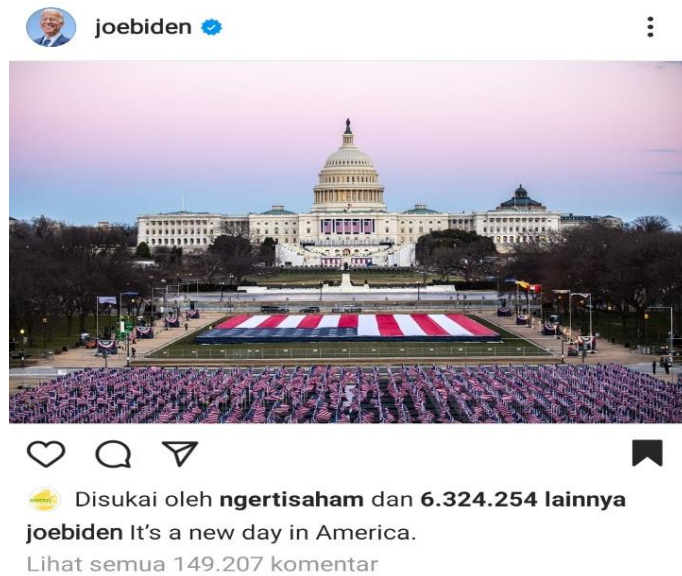 joebiden
Disukai oleh ngertisaham dan 6.324.254 lainnya
joebiden It's a new day in America.
Lihat semua 149.207 komentar